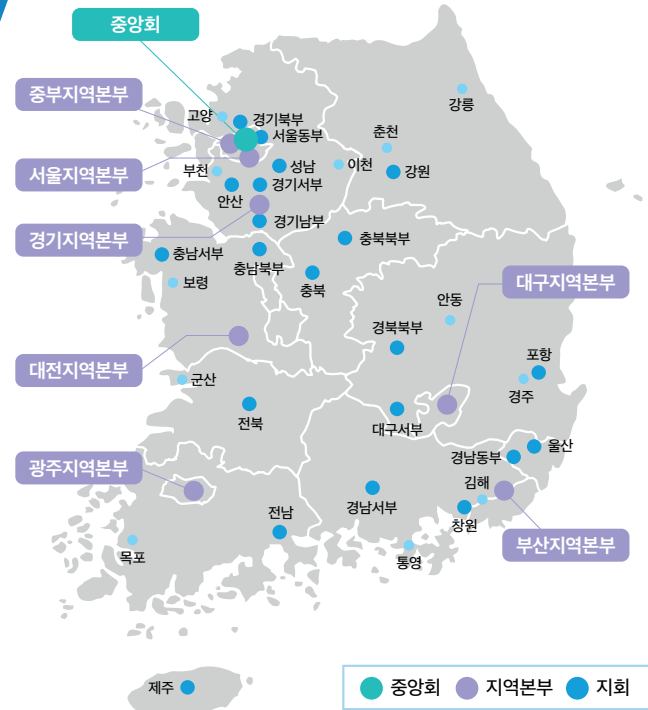 중앙회
중부지역본부
고양
경기북부
강릉
서울동부
춘천
서울지역본부
부천
성남
이천
강원
안산
경기서부
경기지역본부
경기남부
충북북부
충남서부
충남북부
보령
충북
대구지역본부
안동
경북북부
포항
대전지역본부
군산
경주
전북
대구서부
울산
경남동부
광주지역본부
김해
경남서부
전남
창원
부산지역본부
목포
통영
제주
중앙회 지역본부 지회